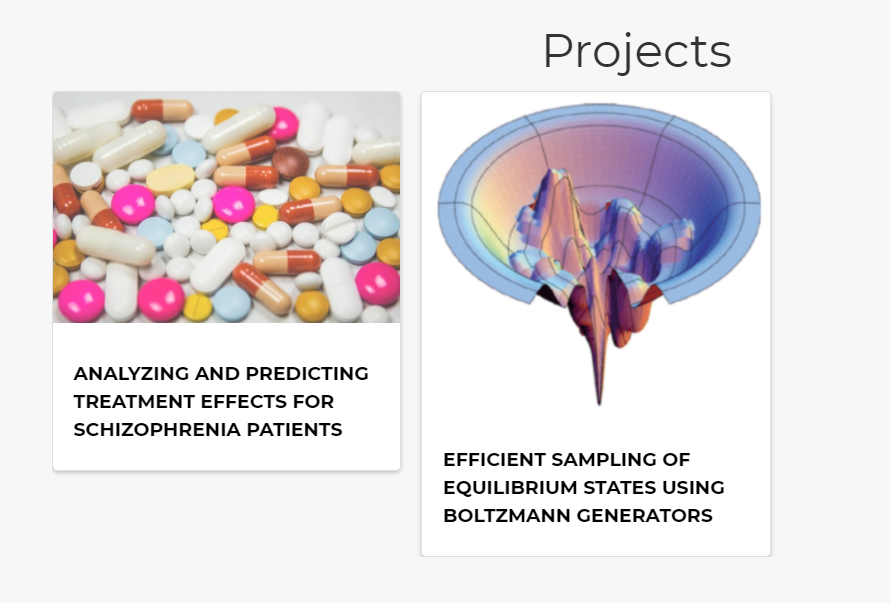 Projects
ANALYZING AND PREDICTING
TREATMENT EFFECTS FOR
SCHIZOPHRENIA PATIENTS
EFFICIENT SAMPLING OF
EQUILIBRIUM STATES USING
BOLTZMANN GENERATORS